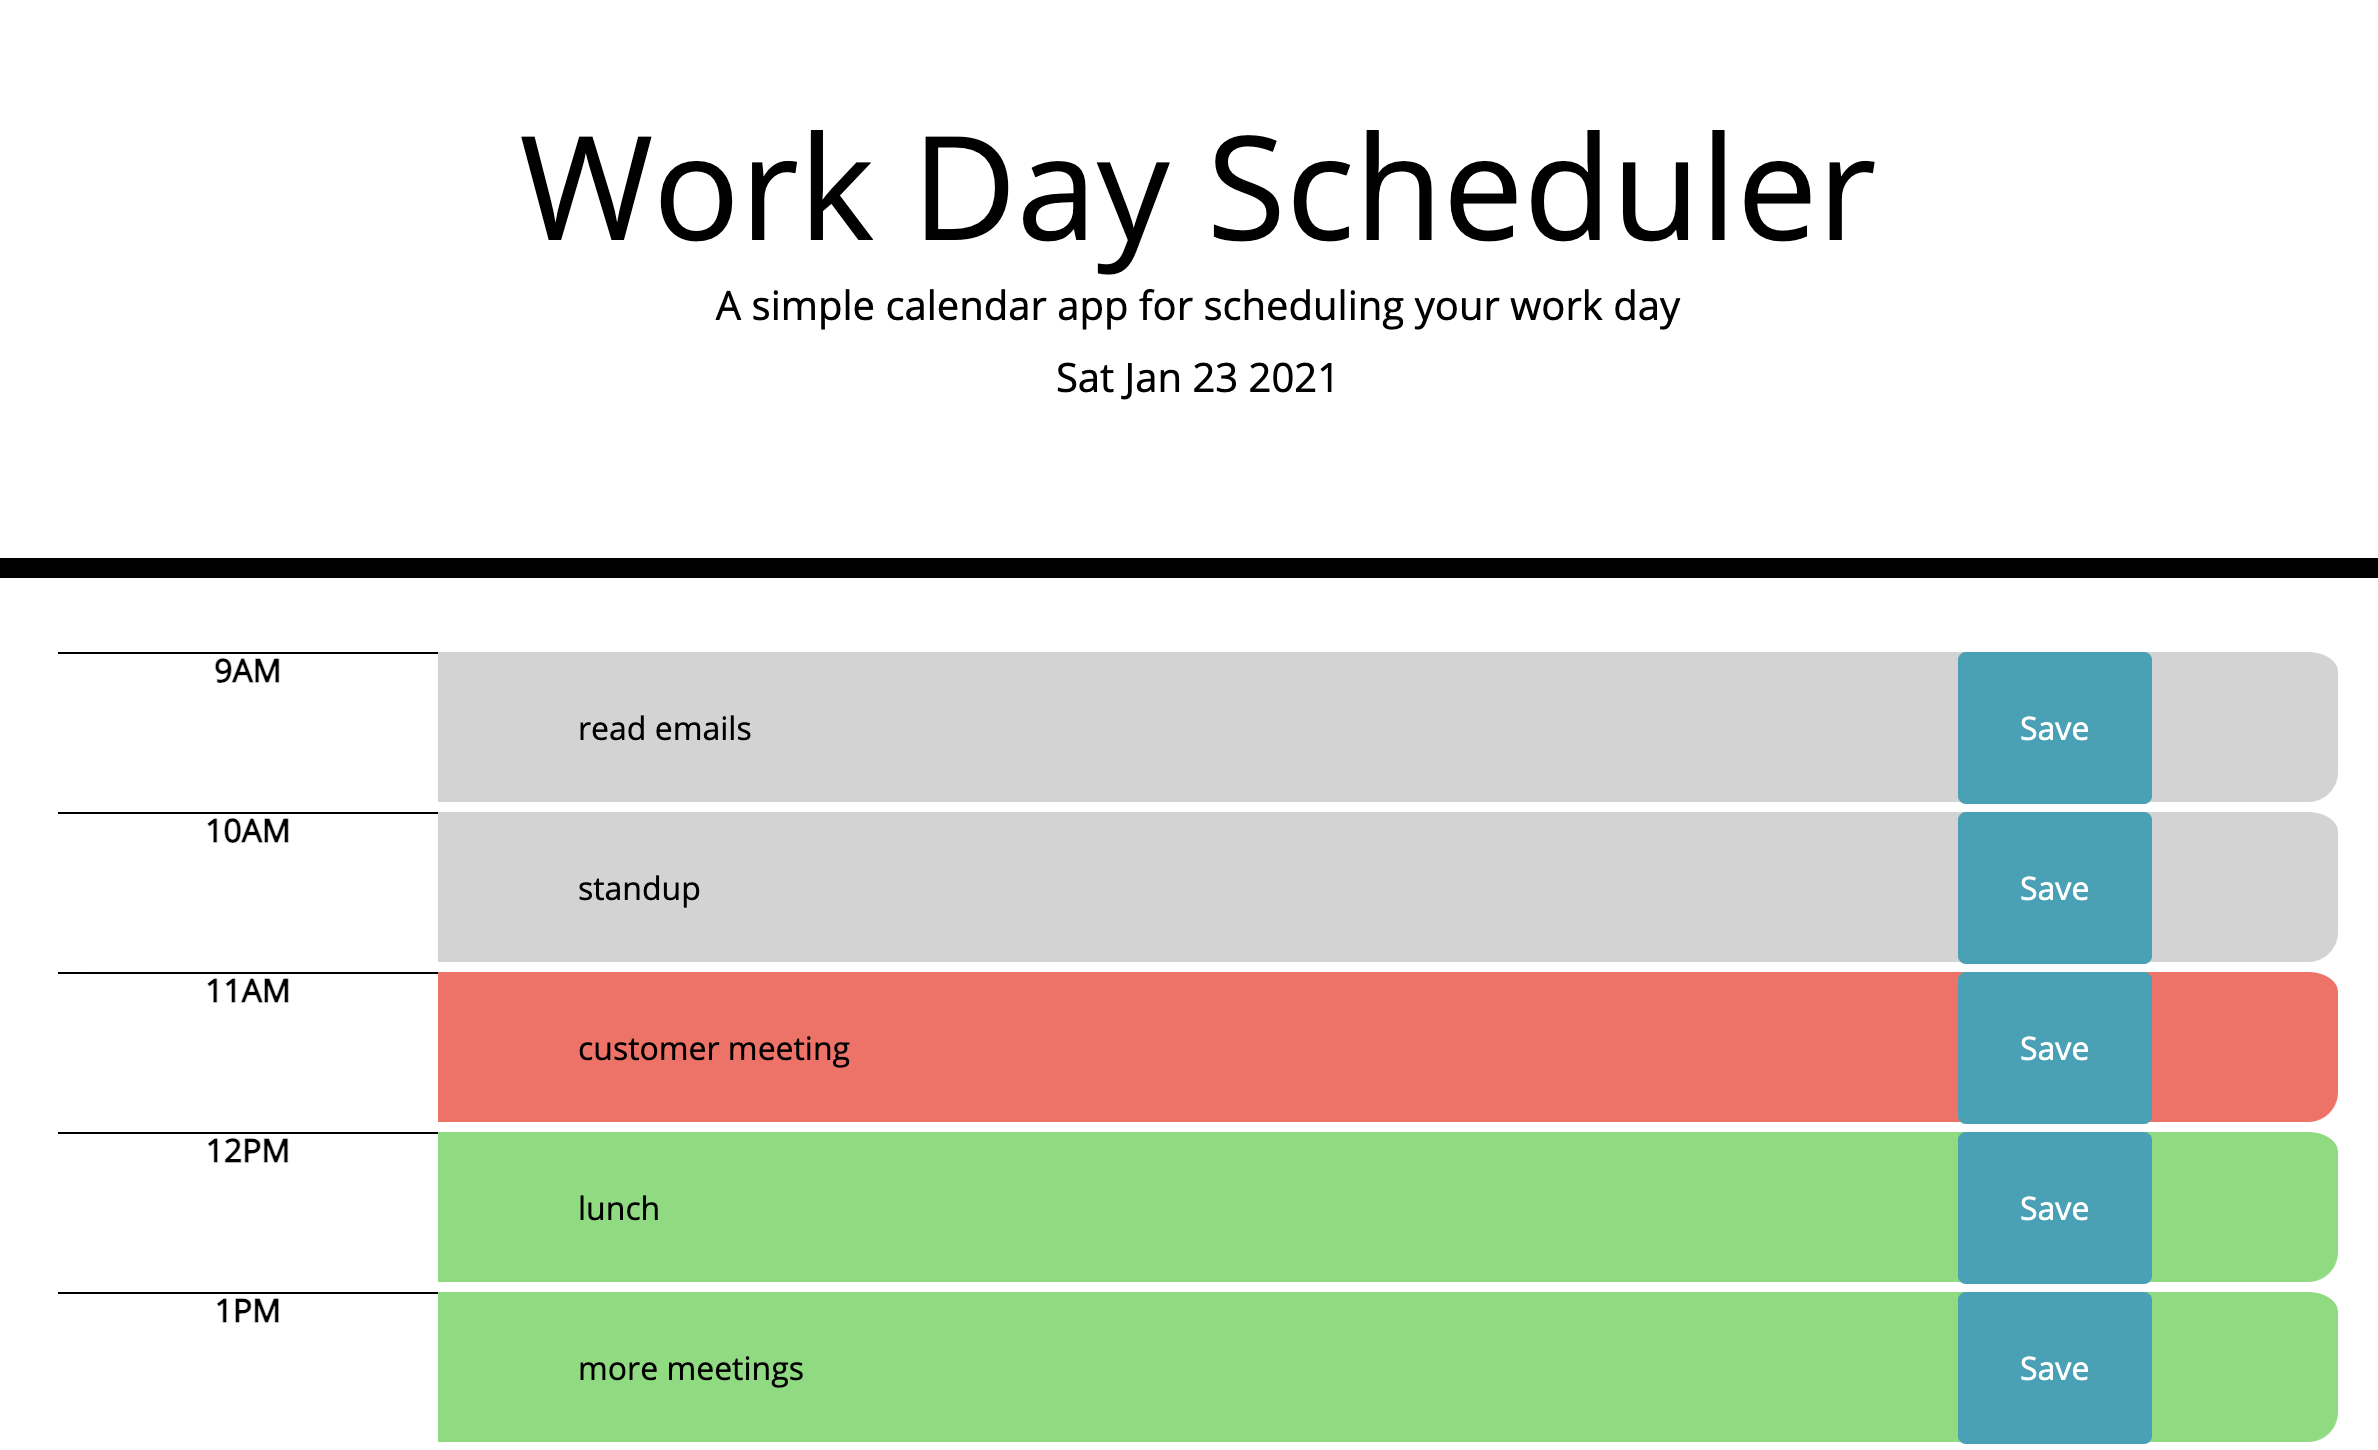 Work Day Scheduler
A simple calendar app for scheduling your work day
Sat Jan 23 2021
9AM
read emails
Save
10AM
standup
Save
11AM
customer meeting
Save
12PM
lunch
Save
1PM
more meetings
Save